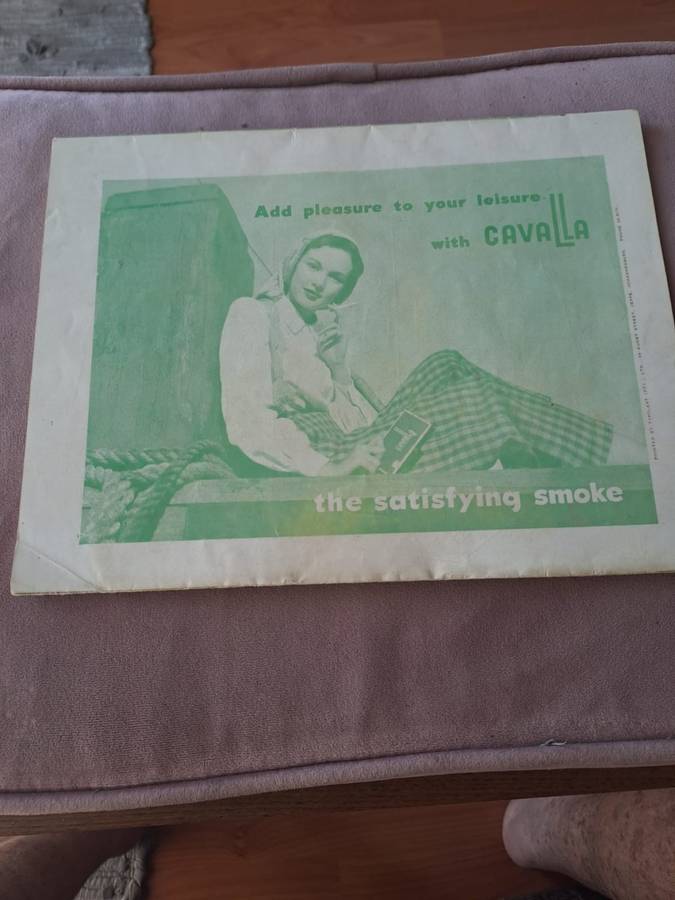 Add pleasure to your leisure
with CAVALLA
the satisfying smoke